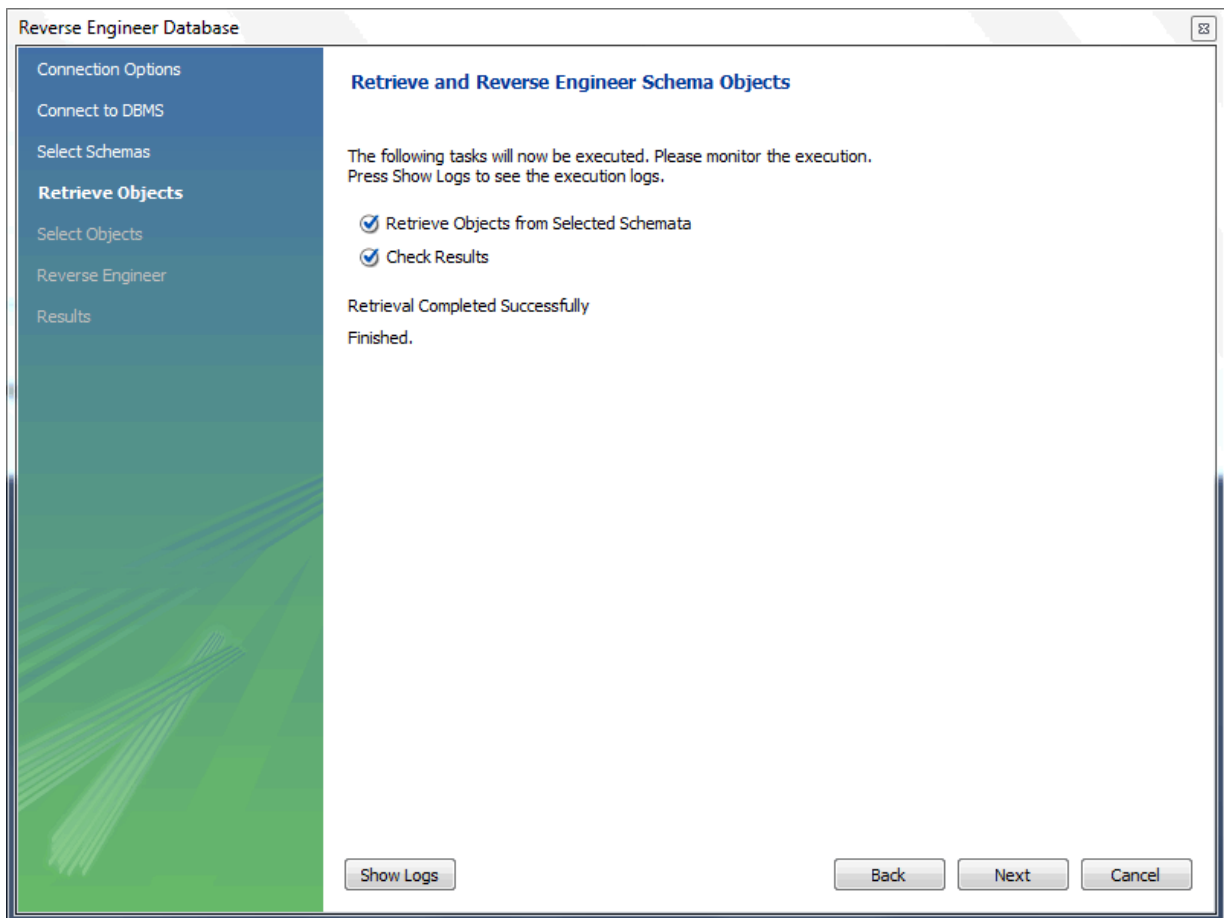 Reverse Engineer Database
Connection Options
Connect to DBMS
Select Schemas
Retrieve Objects
Select Objects
Reverse Engineer
Results
Retrieve and Reverse Engineer Schema Objects
The following tasks will now be executed. Please monitor the execution.
Press Show Logs to see the execution logs.
Retrieve Objects from Selected Schemata
Check Results
Retrieval Completed Successfully
Finished.
Show Logs
Back
Next
Cancel